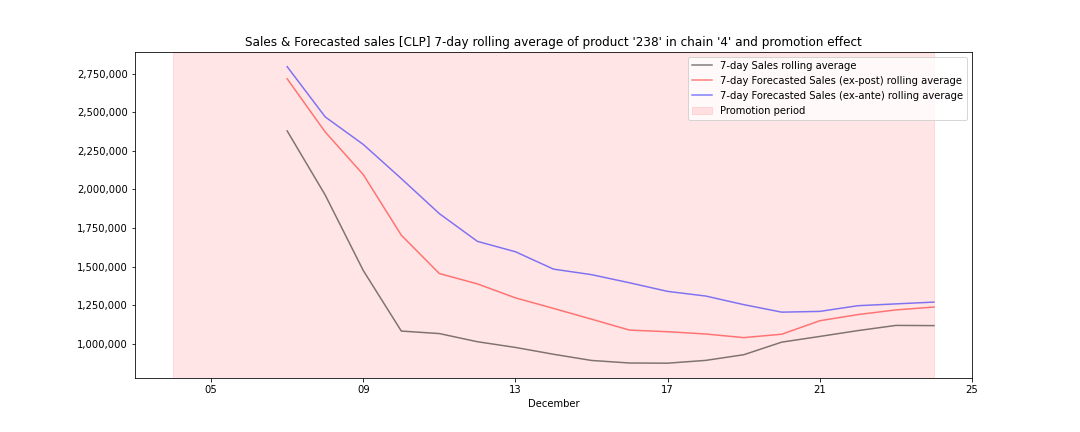 Sales & Forecasted sales [CLP] 7-day rolling average of product '238' in chain '4' and promotion effect
7-day Sales rolling average
7-day Forecasted Sales (ex-post) rolling average
7-day Forecasted Sales (ex-ante) rolling average
Promotion period
2,750,000
2,500,000
2,250,000
2,000,000
1,750,000
1,500,000
1,250,000
1,000,000
05 09 13 17 21 25
December